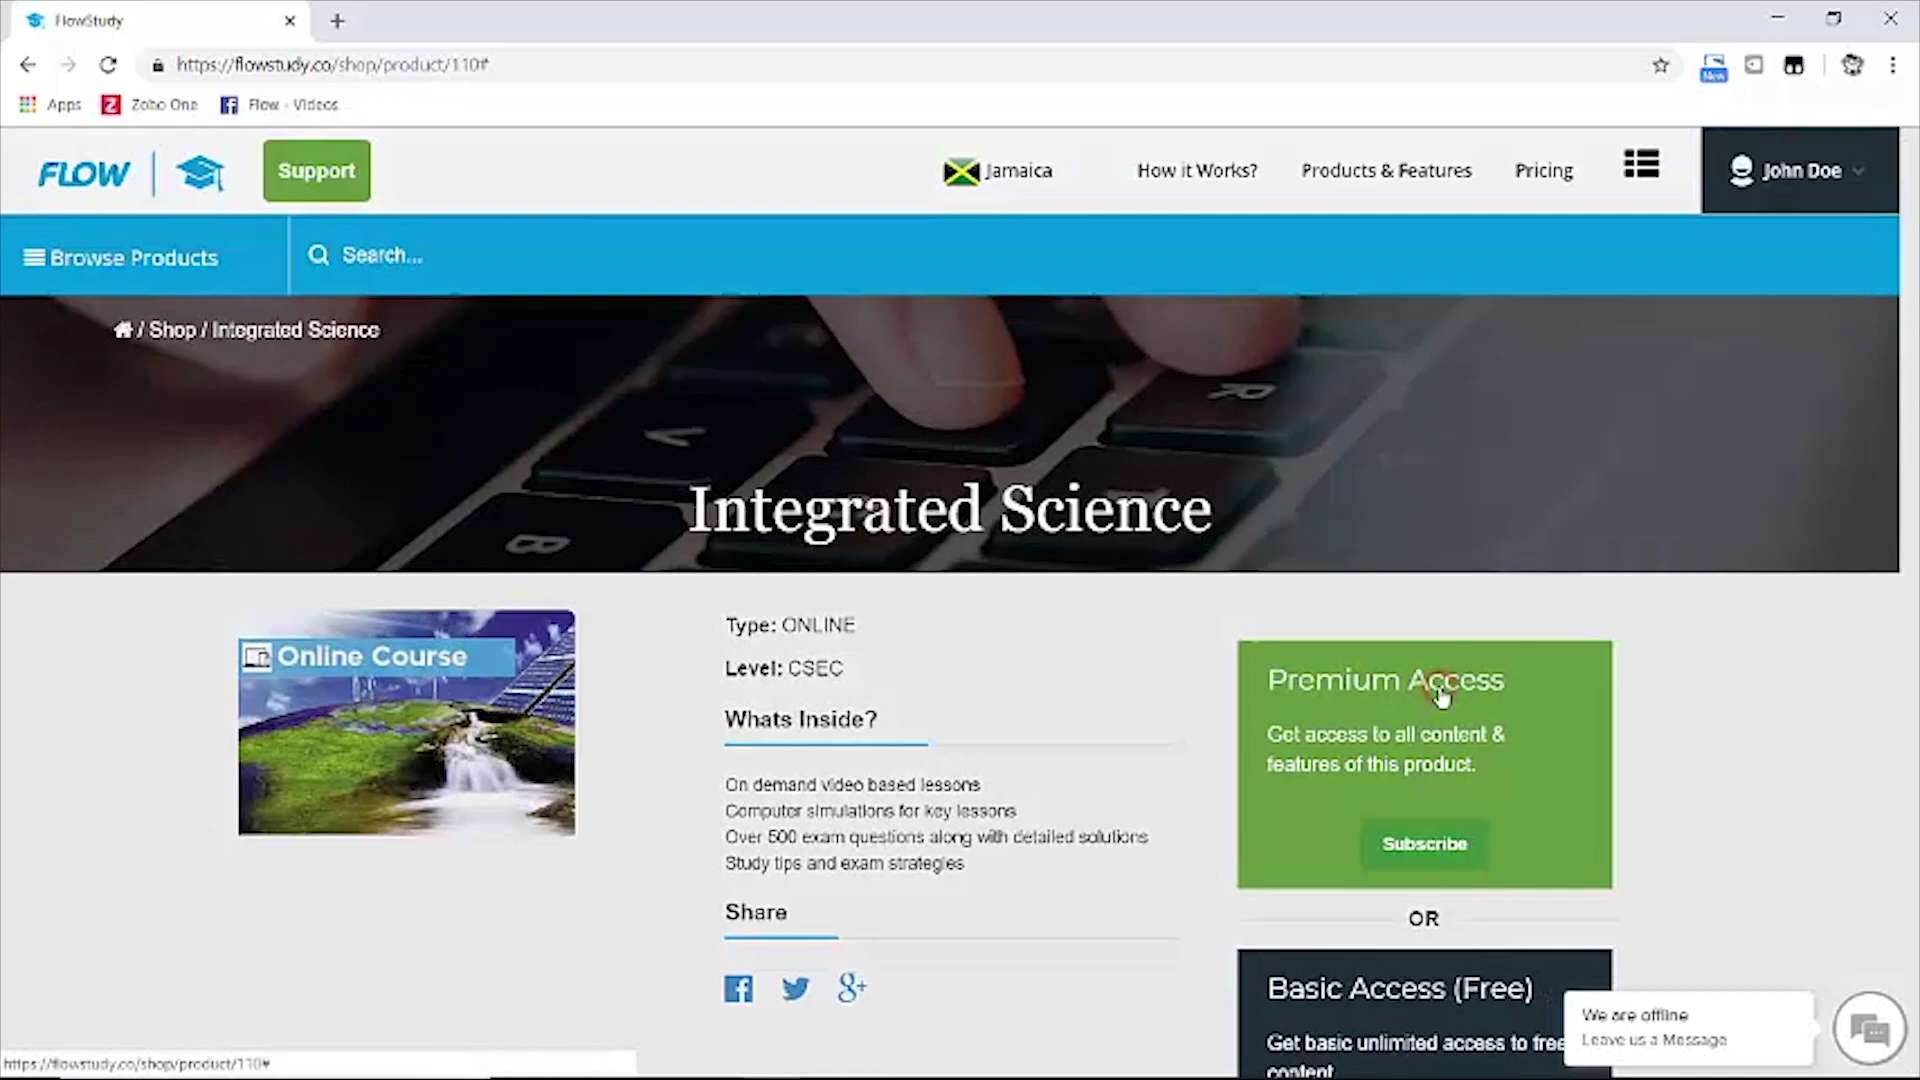 FlowStudy
https://flowstudy.co/shop/product/110#
New
Apps
Zoho One
Flow - Videos
FLOW
Support
Jamaica
How it Works?
Products & Features
Pricing
John Doe
Browse Products
Search...
/ Shop / Integrated Science
R
V
B
Integrated Science
Online Course
Type: ONLINE
Level: CSEC
Whats Inside?
On demand video based lessons
Computer simulations for key lessons
Over 500 exam questions along with detailed solutions
Study tips and exam strategies
Share
g+
Premium Access
Get access to all content &
features of this product.
Subscribe
OR
Basic Access (Free)
Get basic unlimited access to free
content
We are offline
Leave us a Message
https://flowstudy.co/shop/product/110#